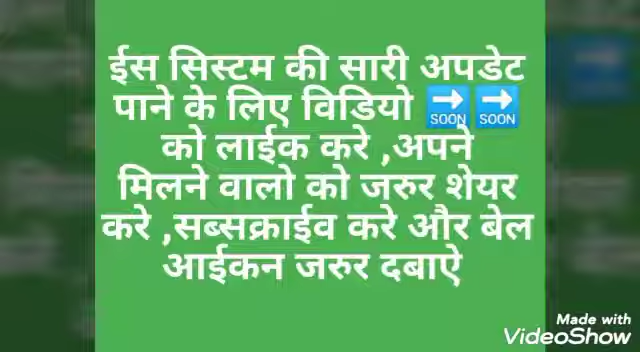 ईस सिस्टम की सारी अपडेट
पाने के लिए विडियो SOON SOON
को लाईक करे ,अपने
मिलने वालो को जरुर शेयर
करे ,सब्सक्राईव करे और बेल
आईकन जरुर दबाऐ
Made with
VideoShow